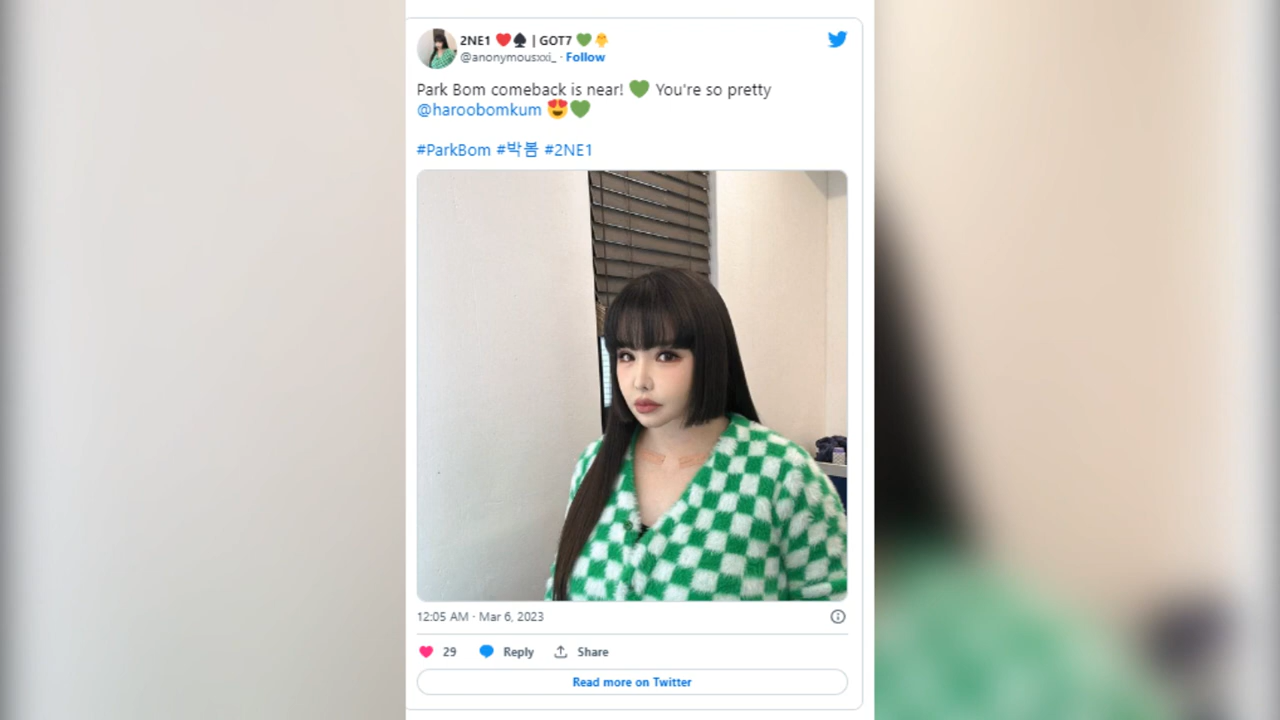 2NE1 ❤️♠️ | GOT7 💚🐥
@anonymousxxi_ · Follow
Park Bom comeback is near! 💚 You're so pretty
@haroobomkum 😍💚
#ParkBom #박봄 #2NE1
12:05 AM · Mar 6, 2023
29 Reply Share
Read more on Twitter